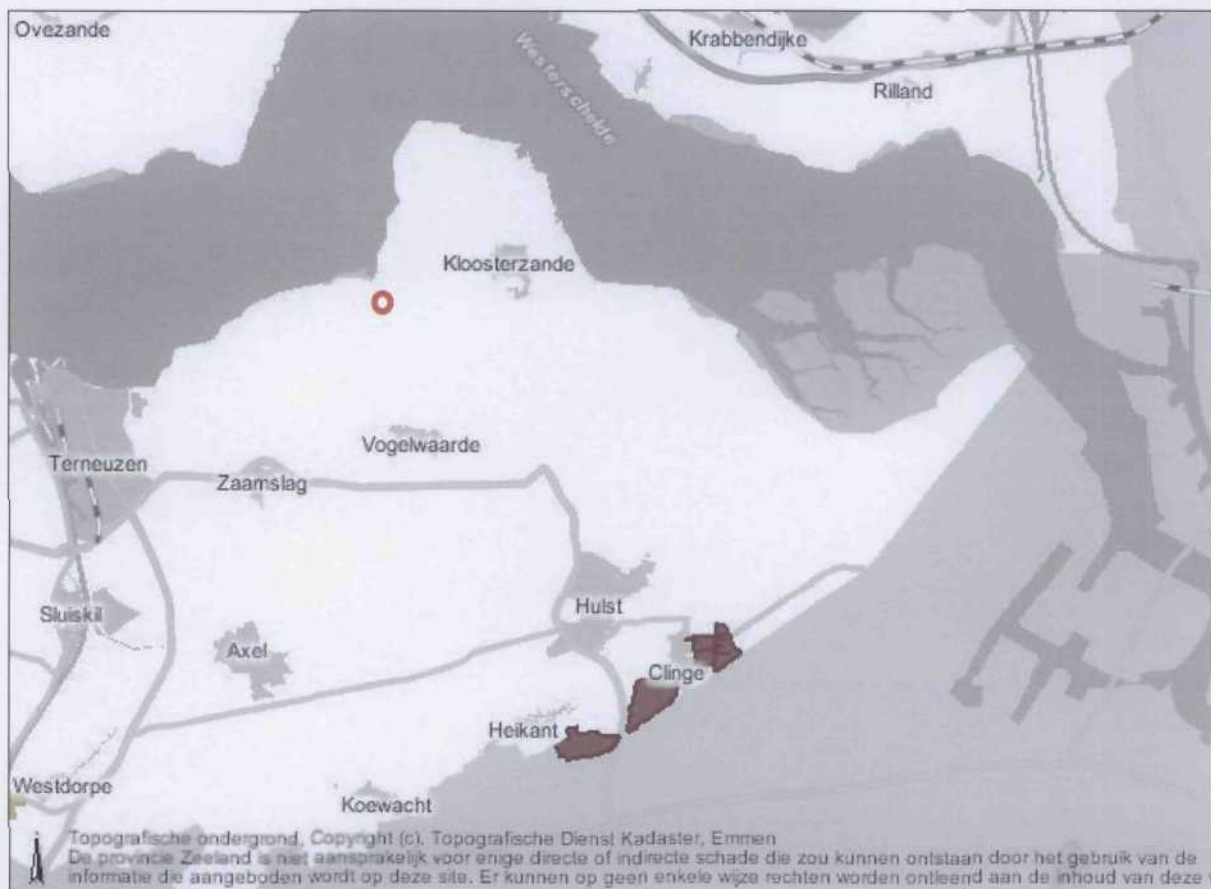 Ovezande
Krabbendijke
Westerschelde
Rilland
Kloosterzande
Vogelwaarde
Terneuzen
Zaamslag
Sluiskil
Hulst
Axel
Clinge
Heikant
Westdorpe
Koewacht
Topografische ondergrond, Copyright (c), Topografische Dienst Kadaster, Emmen
De provincie Zeeland is niet aansprakelijk voor enige directe of indirecte schade die zou kunnen ontstaan door het gebruik van de
informatie die aangeboden wordt op deze site. Er kunnen op geen enkele wijze rechten worden ontleend aan de inhoud van deze